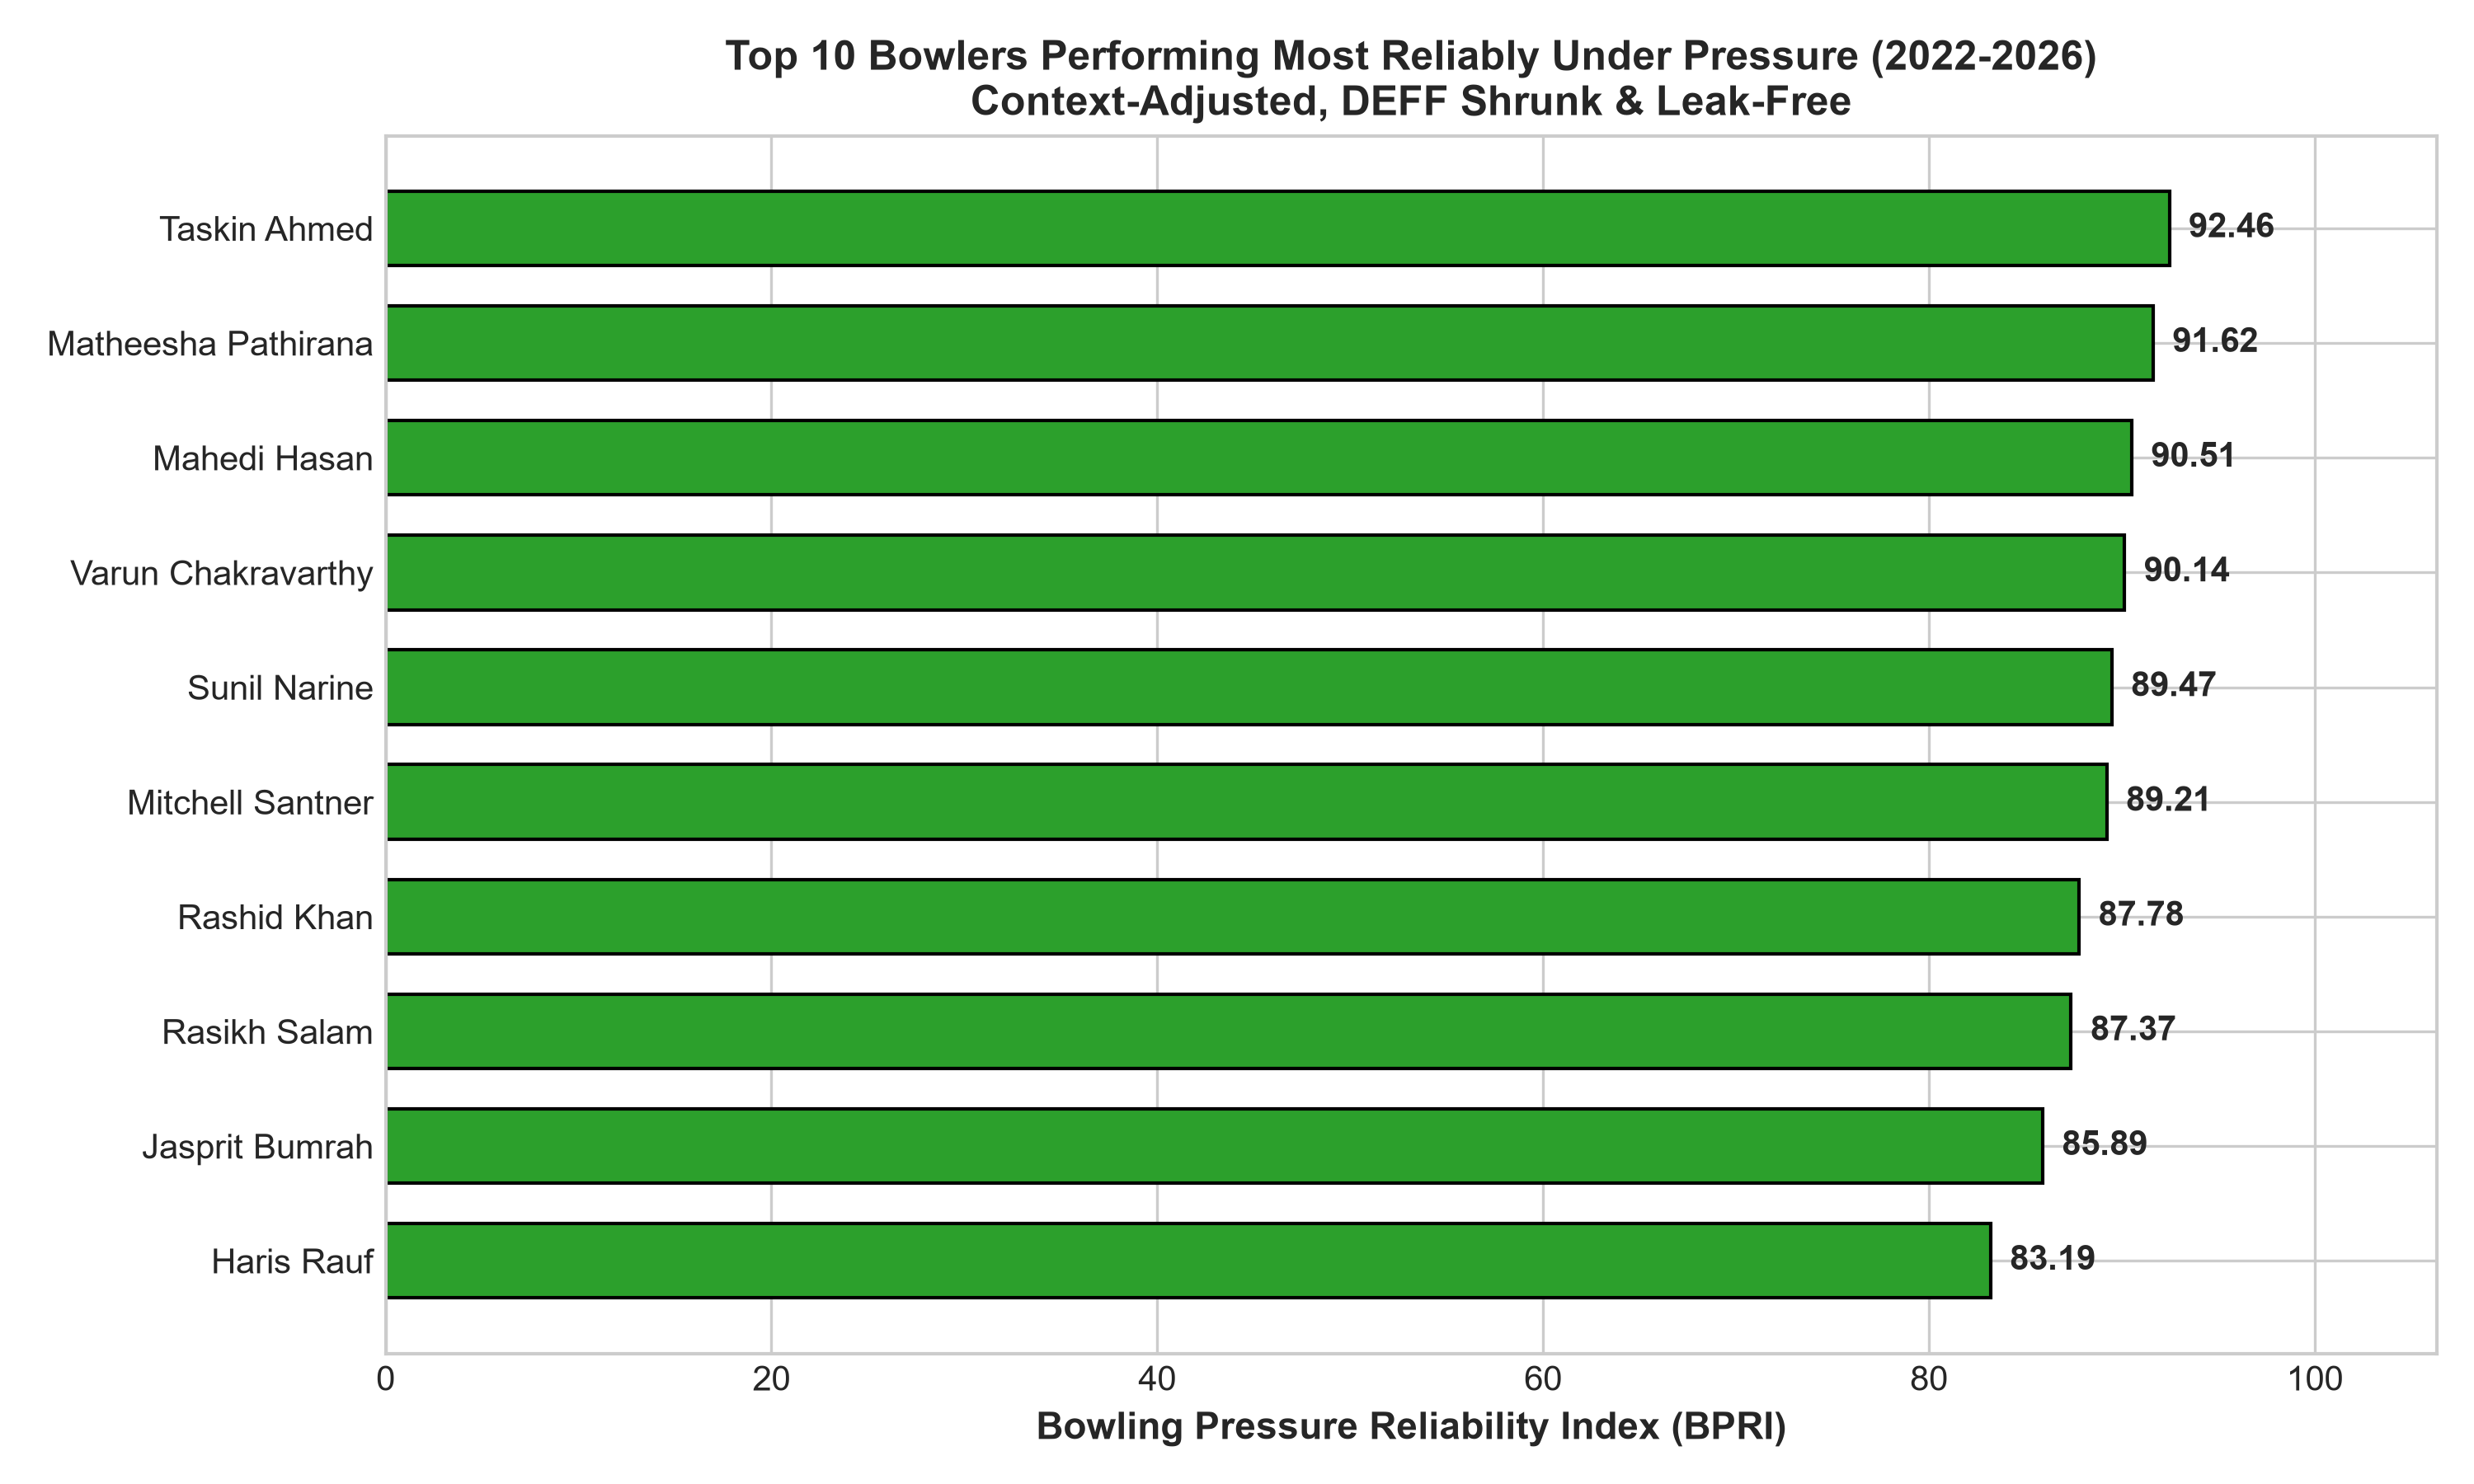 Top 10 Bowlers Performing Most Reliably Under Pressure (2022-2026)
Context-Adjusted, DEFF Shrunk & Leak-Free
Taskin Ahmed 92.46
Matheesha Pathirana 91.62
Mahedi Hasan 90.51
Varun Chakravarthy 90.14
Sunil Narine 89.47
Mitchell Santner 89.21
Rashid Khan 87.78
Rasikh Salam 87.37
Jasprit Bumrah 85.89
Haris Rauf 83.19
0 20 40 60 80 100
Bowling Pressure Reliability Index (BPRI)